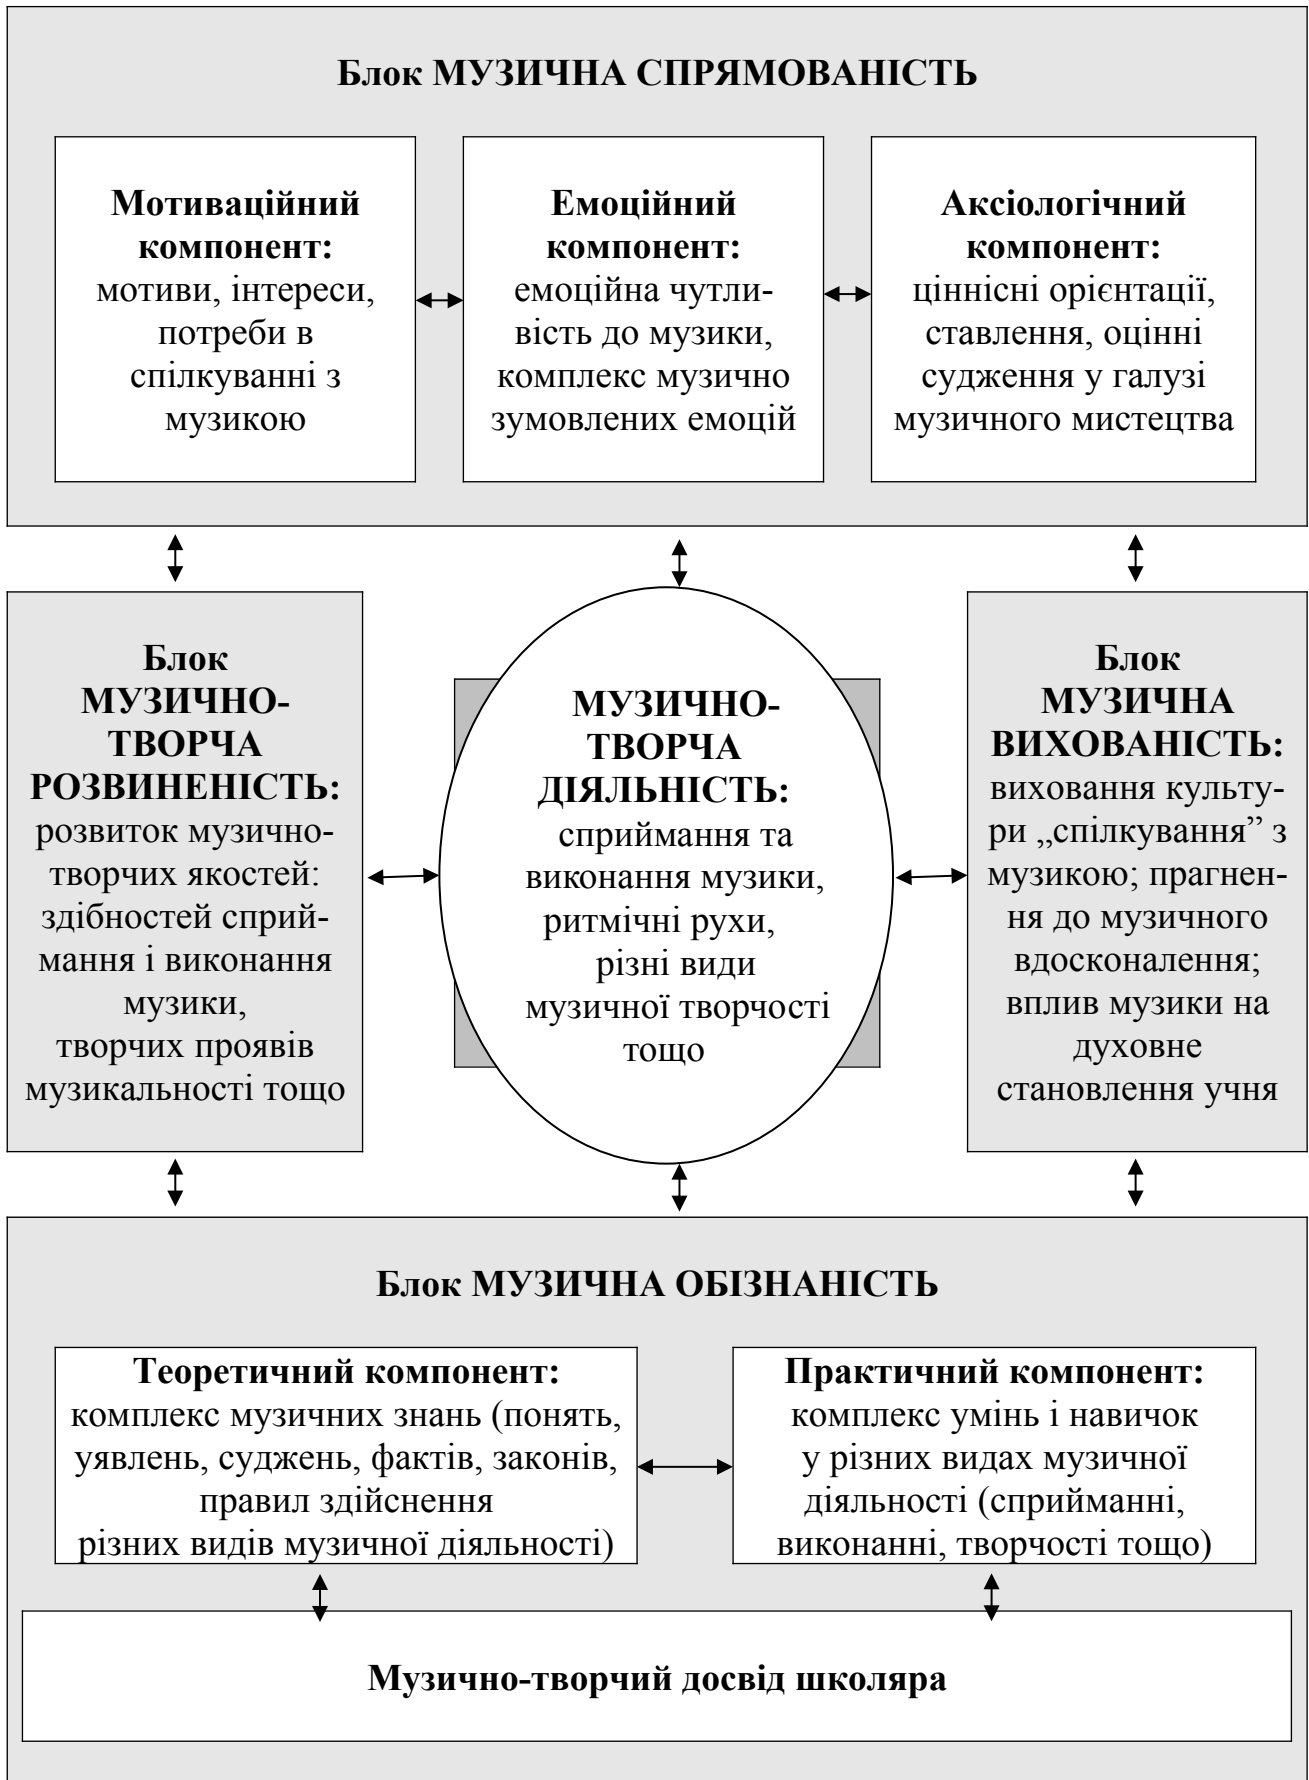 Блок МУЗИЧНА СПРЯМОВАНІСТЬ
Мотиваційний
компонент:
мотиви, інтереси,
потреби в
спілкуванні з
музикою
Емоційний
компонент:
емоційна чутли-
вість до музики,
комплекс музично
зумовлених емоцій
Аксіологічний
компонент:
ціннісні орієнтації,
ставлення, оцінні
судження у галузі
музичного мистецтва
Блок
МУЗИЧНО-
ТВОРЧА
РОЗВИНЕНІСТЬ:
розвиток музично-
творчих якостей:
здібностей сприй-
мання і виконання
музики,
творчих проявів
музикальності тощо
МУЗИЧНО-
ТВОРЧА
ДІЯЛЬНІСТЬ:
сприймання та
виконання музики,
ритмічні рухи,
різні види
музичної творчості
тощо
Блок
МУЗИЧНА
ВИХОВАНІСТЬ:
виховання культу-
ри „спілкування” з
музикою; прагнен-
ня до музичного
вдосконалення;
вплив музики на
духовне
становлення учня
Блок МУЗИЧНА ОБІЗНАНІСТЬ
Теоретичний компонент:
комплекс музичних знань (понять,
уявлень, суджень, фактів, законів,
правил здійснення
різних видів музичної діяльності)
Практичний компонент:
комплекс умінь і навичок
у різних видах музичної
діяльності (сприйманні,
виконанні, творчості тощо)
Музично-творчий досвід школяра